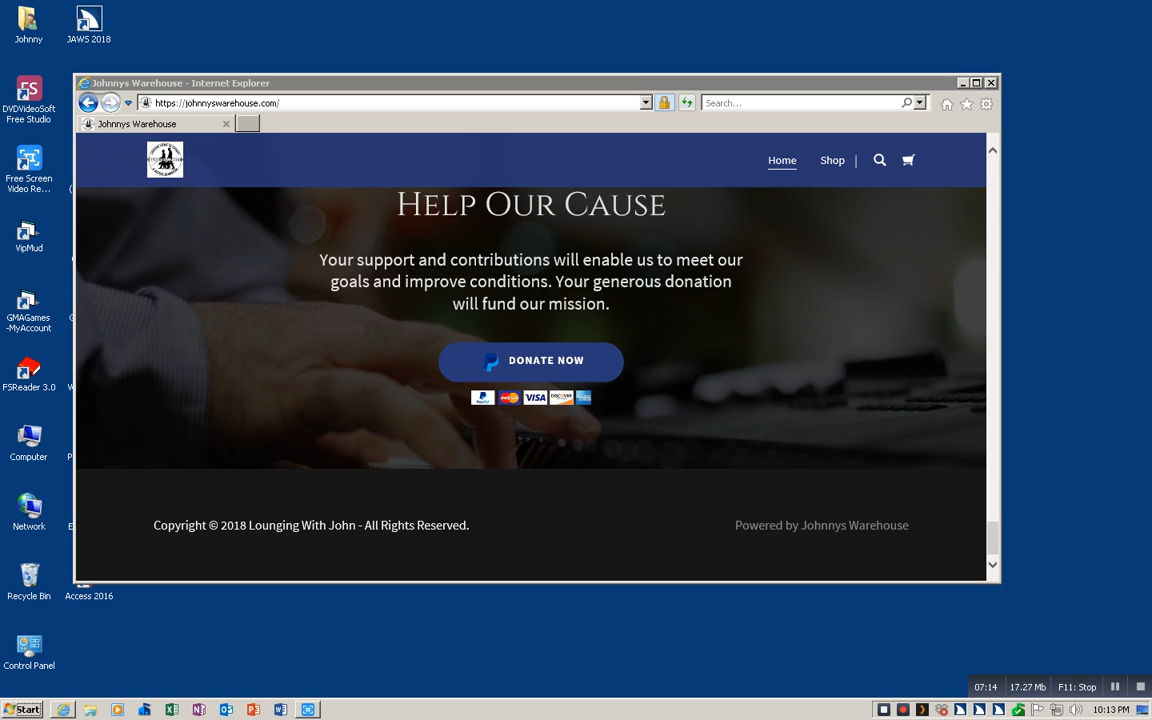 Johnny
JAWS 2018
DVDVideoSoft
Free Studio
Free Screen
Video Re...
VipMud
GMAGames
-MyAccount
FSReader 3.0
Computer
Network
Recycle Bin
Access 2016
Control Panel
Johnnys Warehouse - Internet Explorer
https://johnnyswarehouse.com/
Search...
Johnnys Warehouse
Home
Shop
HELP OUR CAUSE
Your support and contributions will enable us to meet our
goals and improve conditions. Your generous donation
will fund our mission.
DONATE NOW
PayPal
VISA
DISCOVER
Copyright © 2018 Lounging With John - All Rights Reserved.
Powered by Johnnys Warehouse
07:14
17.27 Mb
F11: Stop
Start
10:13 PM